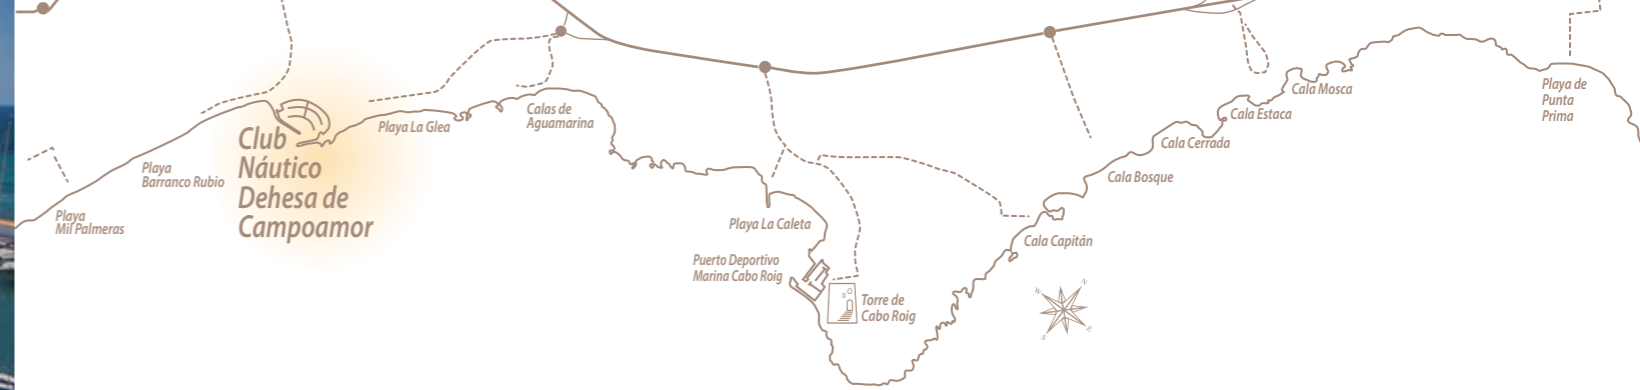 Playa
Mil Palmeras
Playa
Barranco Rubio
Club
Náutico
Dehesa de
Campoamor
Playa La Glea
Calas de
Aguamarina
Playa La Caleta
Puerto Deportivo
Marina Cabo Roig
Torre de
Cabo Roig
Cala Capitán
Cala Bosque
Cala Cerrada
Cala Estaca
Cala Mosca
Playa de
Punta
Prima
N
W
E
S